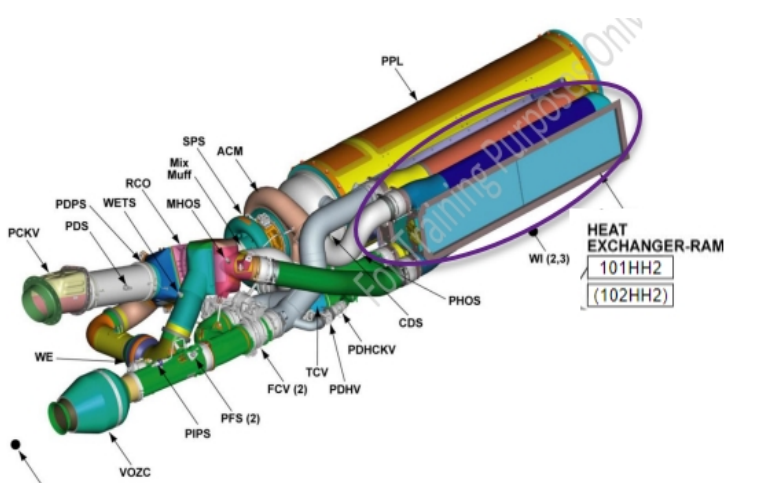 For Training Purpose Only
PPL
SPS
ACM
Mix
Muff
RCO
MHOS
WETS
PDPS
PDS
PCKV
HEAT
EXCHANGER-RAM
101HH2
(102HH2)
WI (2,3)
PHOS
CDS
PDHCKV
TCV
PDHV
FCV (2)
WE
PFS (2)
PIPS
VOZC